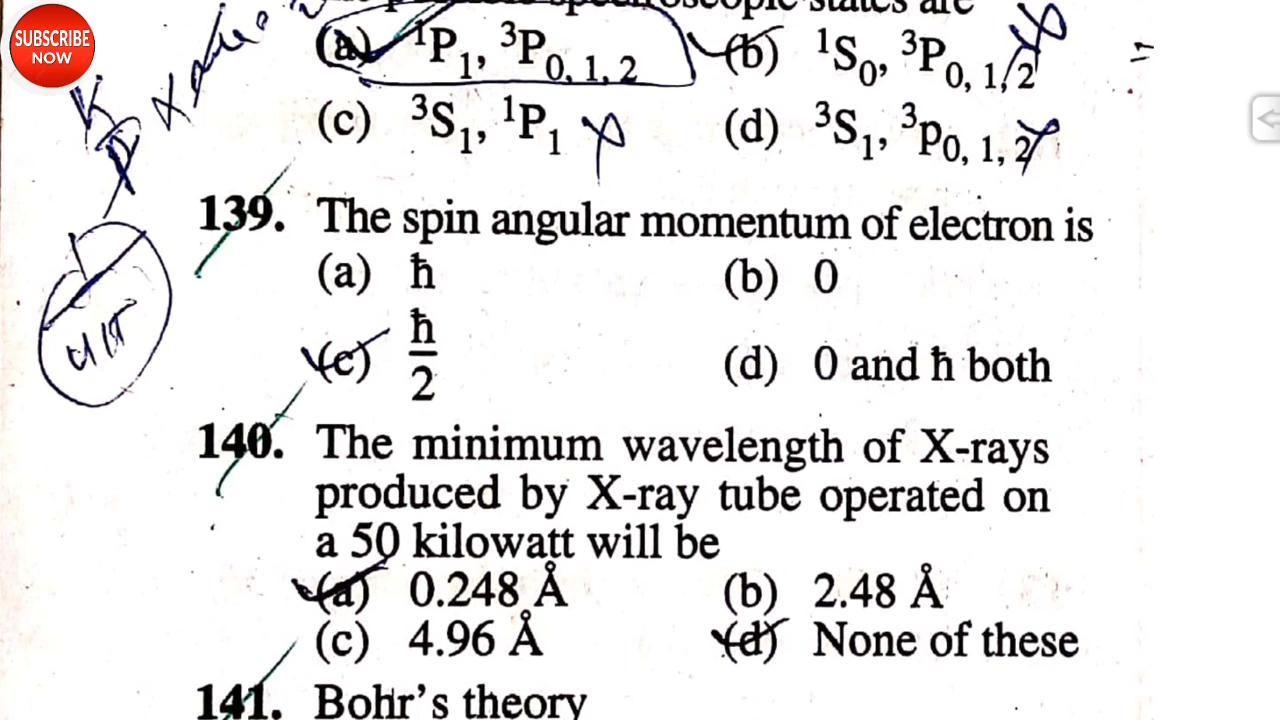 SUBSCRIBE
NOW
spectroscopic states are
(a) ¹P₁, ³P₀, ₁, ₂ (b) ¹S₀, ³P₀, ₁, ₂
(c) ³S₁, ¹P₁ (d) ³S₁, ³p₀, ₁, ₂
139. The spin angular momentum of electron is
(a) ħ (b) 0
(c) ħ/2 (d) 0 and ħ both
140. The minimum wavelength of X-rays
produced by X-ray tube operated on
a 50 kilowatt will be
(a) 0.248 Å (b) 2.48 Å
(c) 4.96 Å (d) None of these
141. Bohr's theory